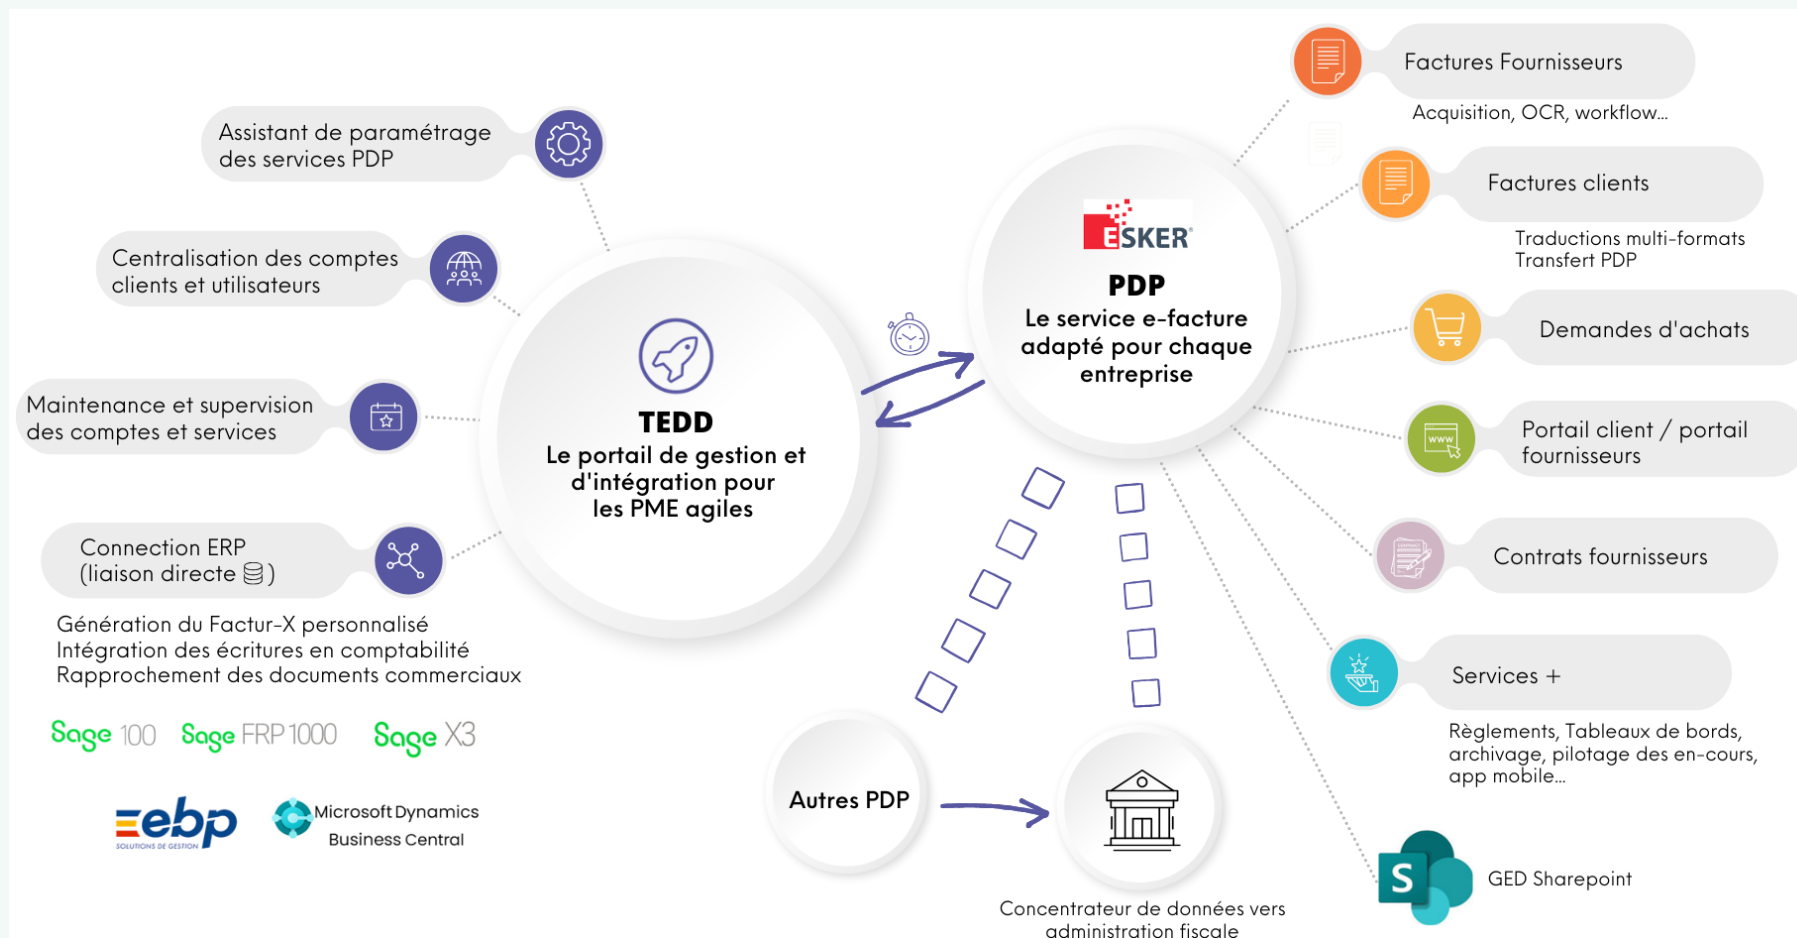 Assistant de paramétrage
des services PDP
Centralisation des comptes
clients et utilisateurs
Maintenance et supervision
des comptes et services
Connection ERP
(liaison directe )
Génération du Factur-X personnalisé
Intégration des écritures en comptabilité
Rapprochement des documents commerciaux
Sage 100
Sage FRP 1000
Sage X3
ebp
SOLUTIONS DE GESTION
Microsoft Dynamics
Business Central
TEDD
Le portail de gestion et
d'intégration pour
les PME agiles
ESKER®
PDP
Le service e-facture
adapté pour chaque
entreprise
Autres PDP
Concentrateur de données vers
administration fiscale
Factures Fournisseurs
Acquisition, OCR, workflow...
Factures clients
Traductions multi-formats
Transfert PDP
Demandes d'achats
www
Portail client / portail
fournisseurs
Contrats fournisseurs
Services +
Règlements, Tableaux de bords,
archivage, pilotage des en-cours,
app mobile...
S
GED Sharepoint